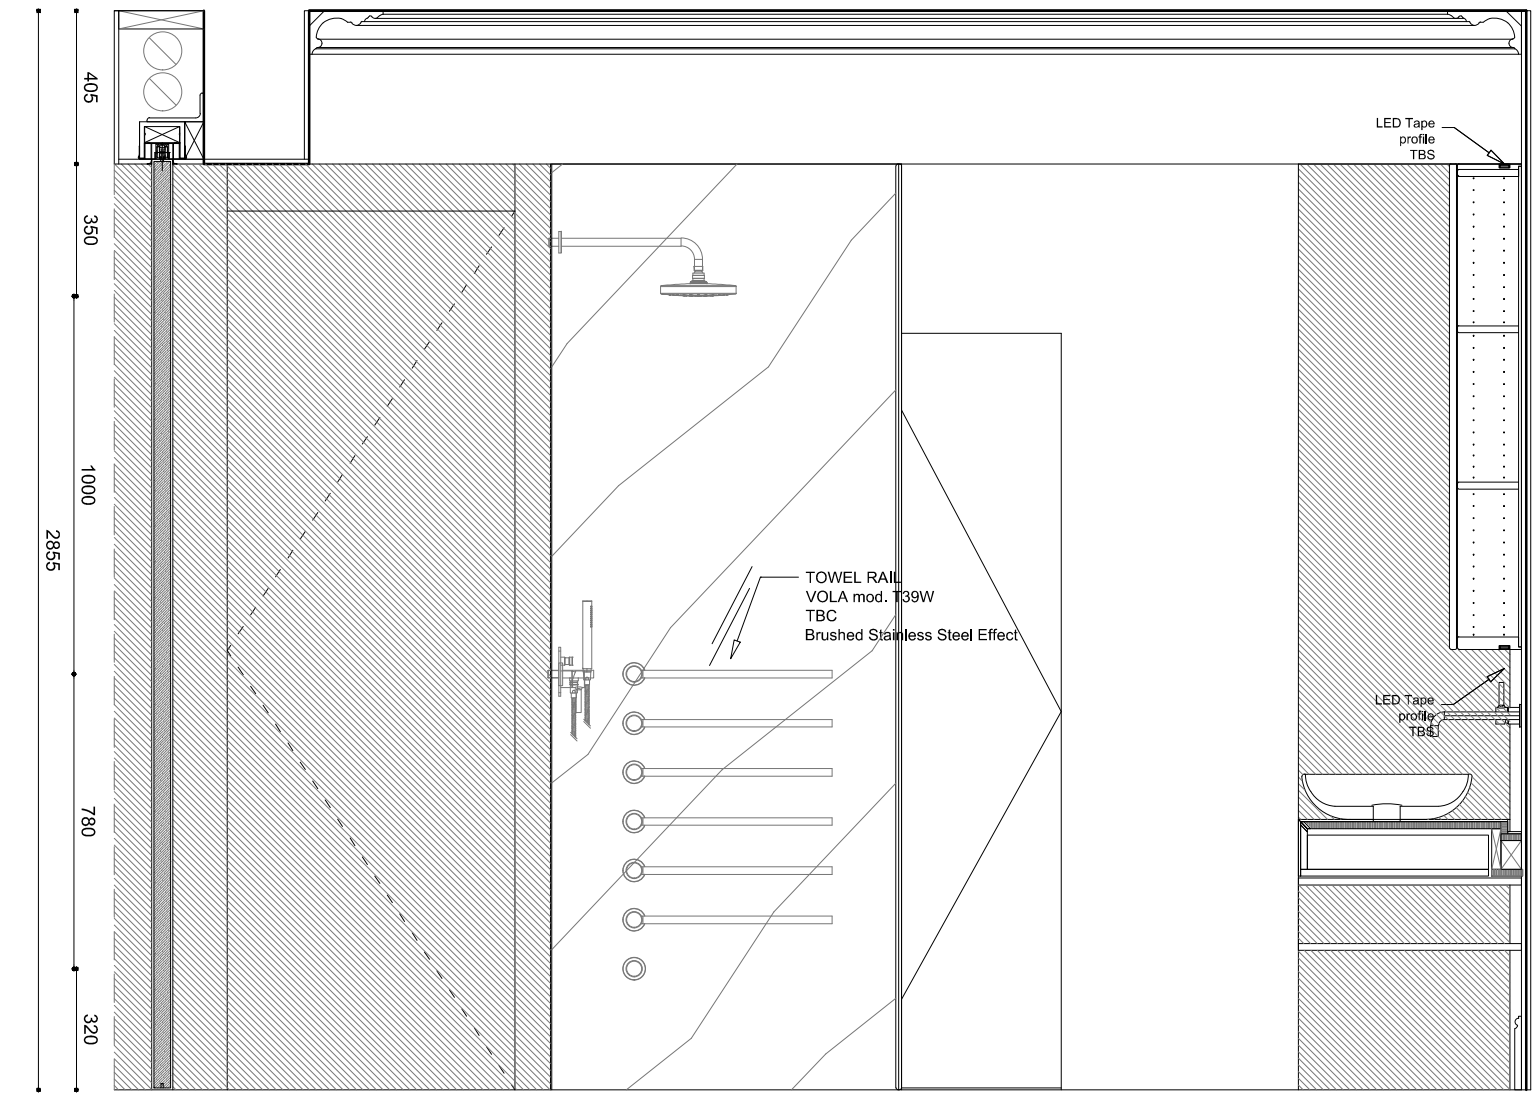 405
350
1000
2855
780
320
LED Tape
profile
TBS
TOWEL RAIL
VOLA mod. T39W
TBC
Brushed Stainless Steel Effect
LED Tape
profile
TBS